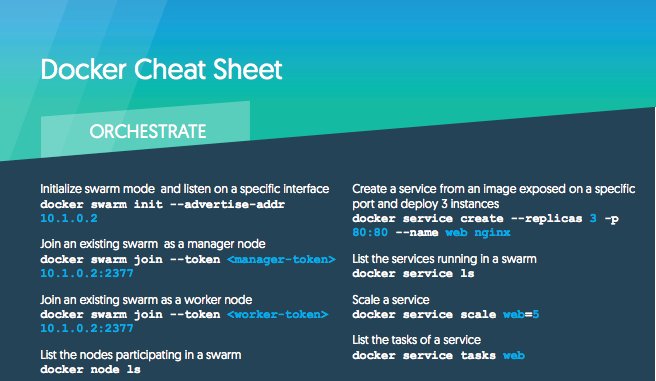 Docker Cheat Sheet
ORCHESTRATE
Initialize swarm mode and listen on a specific interface
docker swarm init --advertise-addr
10.1.0.2
Join an existing swarm as a manager node
docker swarm join --token <manager-token>
10.1.0.2:2377
Join an existing swarm as a worker node
docker swarm join --token <worker-token>
10.1.0.2:2377
List the nodes participating in a swarm
docker node ls
Create a service from an image exposed on a specific
port and deploy 3 instances
docker service create --replicas 3 -p
80:80 --name web nginx
List the services running in a swarm
docker service ls
Scale a service
docker service scale web=5
List the tasks of a service
docker service tasks web